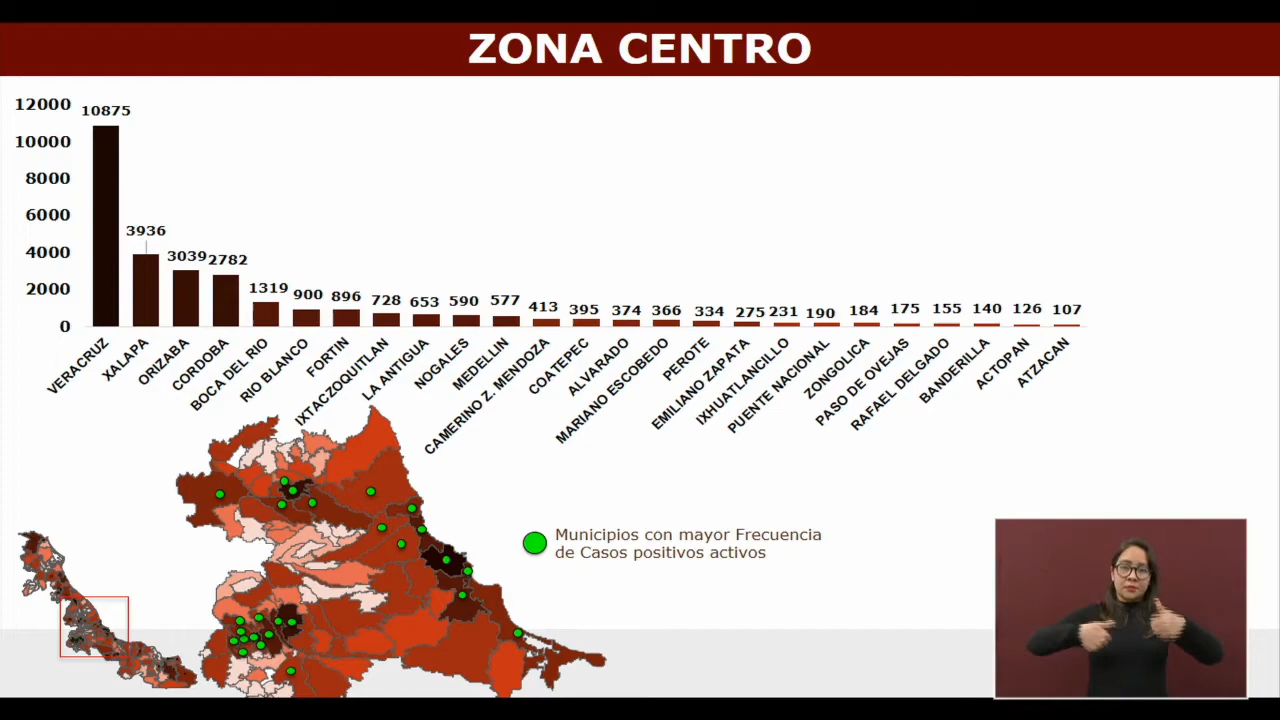 ZONA CENTRO
12000
10000
8000
6000
4000
2000
0
10875
3936
3039
2782
1319
900
896
728
653
590
577
413
395
374
366
334
275
231
190
184
175
155
140
126
107
VERACRUZ
XALAPA
ORIZABA
CORDOBA
BOCA DEL RIO
RIO BLANCO
FORTIN
IXTACZOQUITLAN
LA ANTIGUA
NOGALES
MEDELLIN
CAMERINO Z. MENDOZA
COATEPEC
ALVARADO
MARIANO ESCOBEDO
PEROTE
EMILIANO ZAPATA
IXHUATLANCILLO
PUENTE NACIONAL
ZONGOLICA
PASO DE OVEJAS
RAFAEL DELGADO
BANDERILLA
ACTOPAN
ATZACAN
Municipios con mayor Frecuencia
de Casos positivos activos